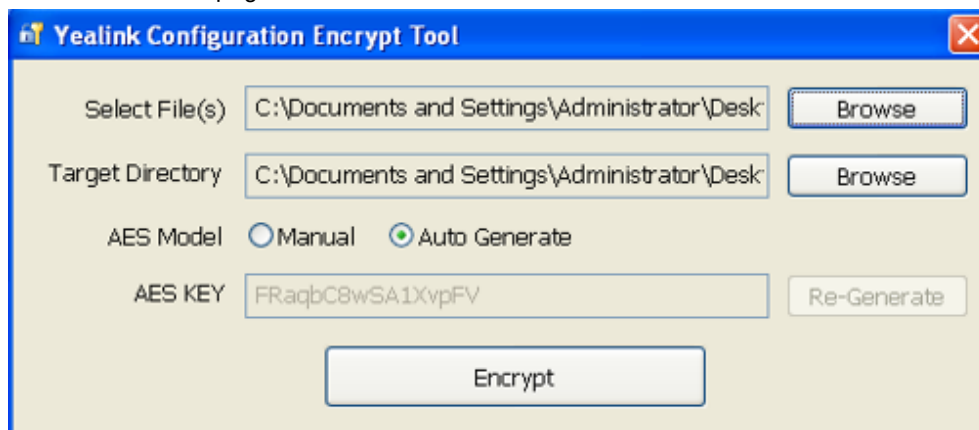 Yealink Configuration Encrypt Tool
Select File(s) C:\Documents and Settings\Administrator\Desk Browse
Target Directory C:\Documents and Settings\Administrator\Desk Browse
AES Model Manual Auto Generate
AES KEY FRaqbC8wSA1XvpFV Re-Generate
Encrypt